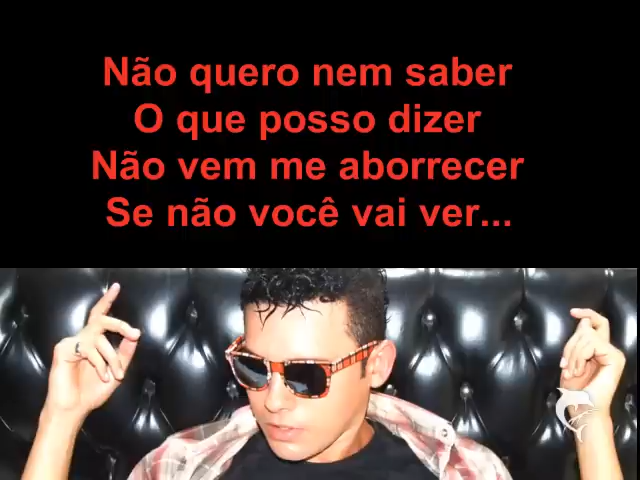 Não quero nem saber
O que posso dizer
Não vem me aborrecer
Se não você vai ver...